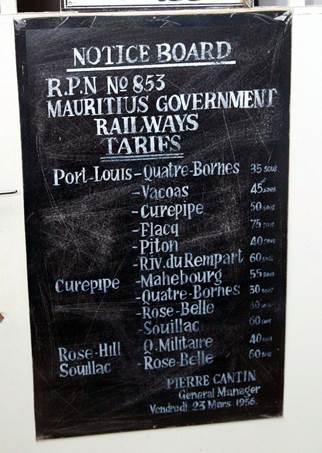 NOTICE BOARD
R.P.N Nº 853
MAURITIUS GOVERNMENT
RAILWAYS
TARIFS
Port-Louis - Quatre-Bornes 35 sous
- Vacoas 45 sous
- Curepipe 50 sous
- Flacq 75 sous
- Piton 40 sous
- Riv.du Rempart 60 sous
Curepipe - Mahebourg 55 sous
- Quatre-Bornes 30 sous
- Rose-Belle
- Souillac 60 sous
Rose-Hill Q.Militaire 40 sous
Souillac - Rose-Belle 60 sous
PIERRE CANTIN
General Manager
Vendredi 23 Mars 1956.